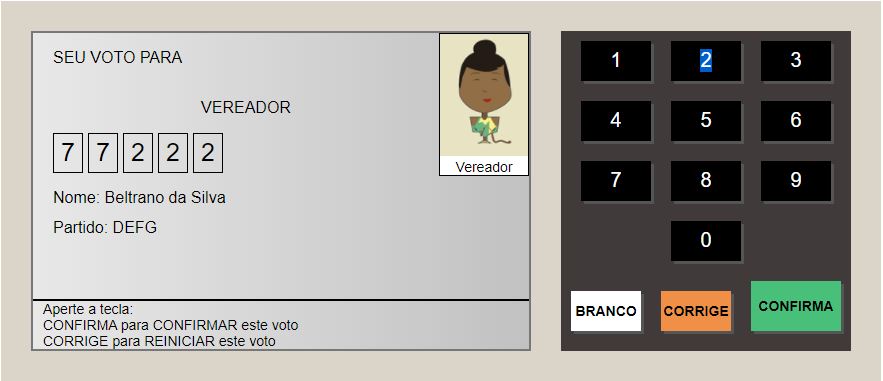 SEU VOTO PARA
VEREADOR
7 7 2 2 2
Nome: Beltrano da Silva
Partido: DEFG
Vereador
Aperte a tecla:
CONFIRMA para CONFIRMAR este voto
CORRIGE para REINICIAR este voto
1 2 3
4 5 6
7 8 9
0
BRANCO CORRIGE CONFIRMA